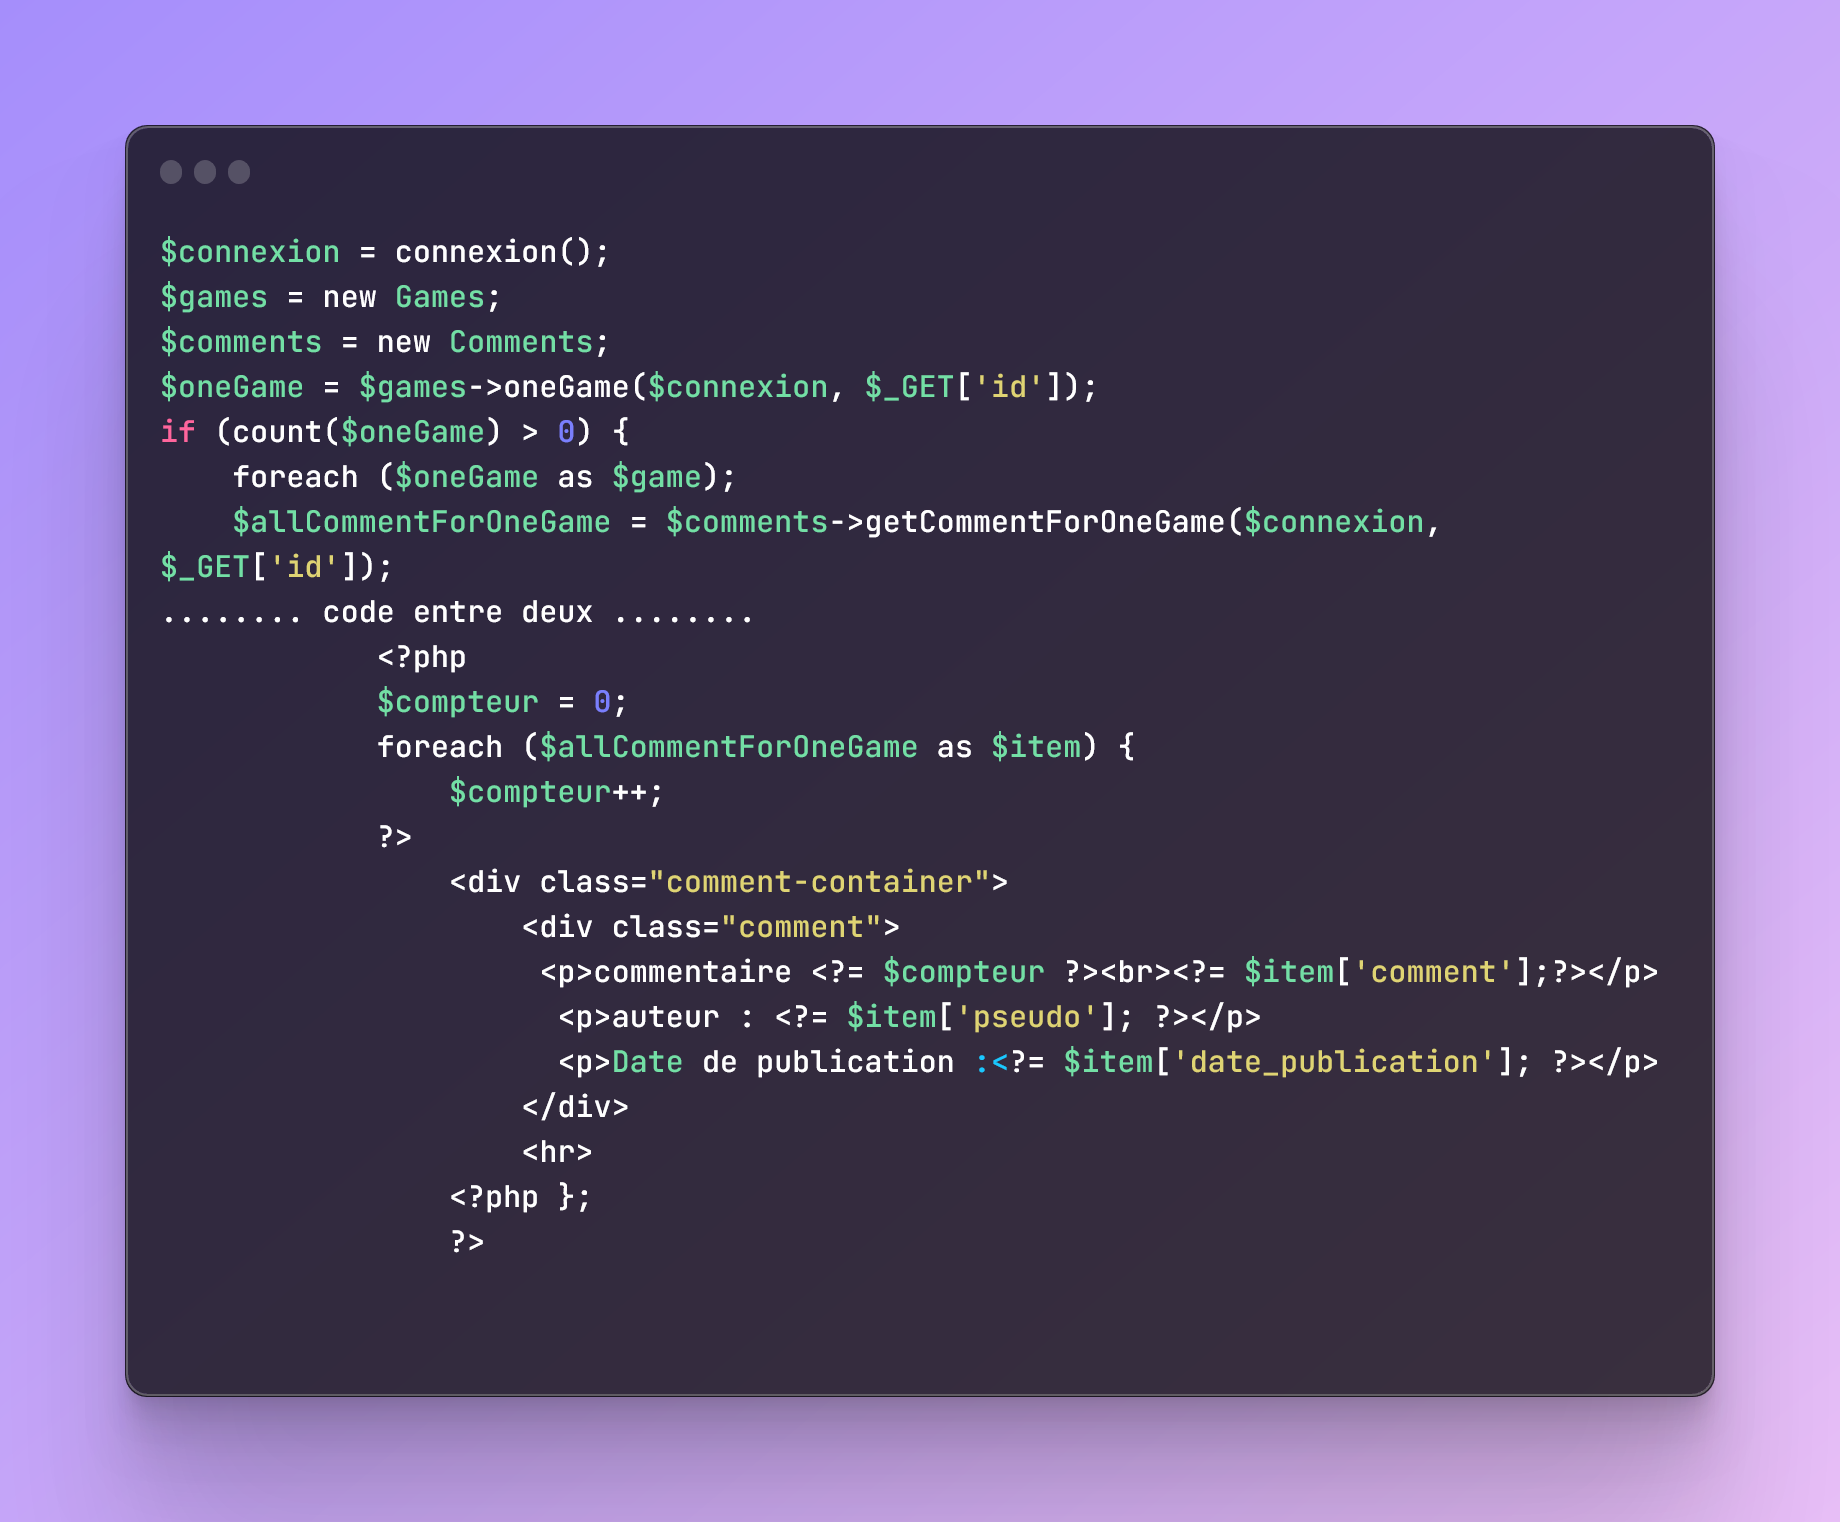 $connexion = connexion();
$games = new Games;
$comments = new Comments;
$oneGame = $games->oneGame($connexion, $_GET['id']);
if (count($oneGame) > 0) {
    foreach ($oneGame as $game);
    $allCommentForOneGame = $comments->getCommentForOneGame($connexion,
$_GET['id']);
........ code entre deux ........
            <?php
            $compteur = 0;
            foreach ($allCommentForOneGame as $item) {
                $compteur++;
            ?>
                <div class="comment-container">
                    <div class="comment">
                     <p>commentaire <?= $compteur ?><br><?= $item['comment'];?></p>
                      <p>auteur : <?= $item['pseudo']; ?></p>
                      <p>Date de publication :<?= $item['date_publication']; ?></p>
                    </div>
                    <hr>
                <?php };
                ?>